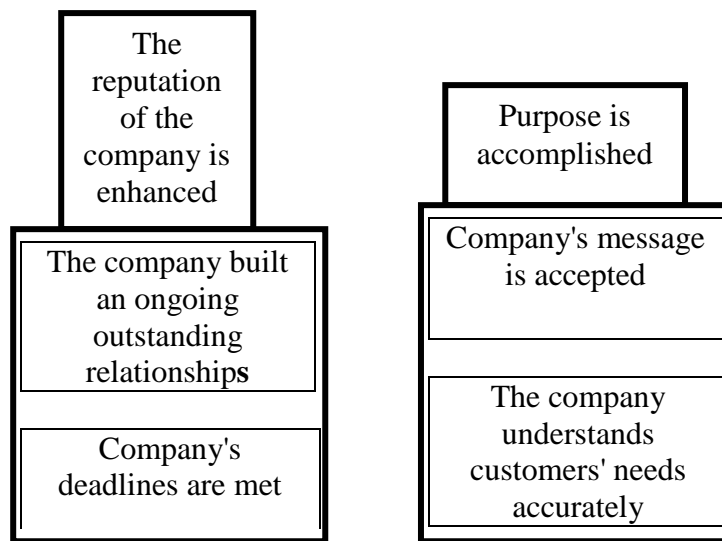 The
reputation
of the
company is
enhanced
The company built
an ongoing
outstanding
relationships
Company's
deadlines are met
Purpose is
accomplished
Company's message
is accepted
The company
understands
customers' needs
accurately